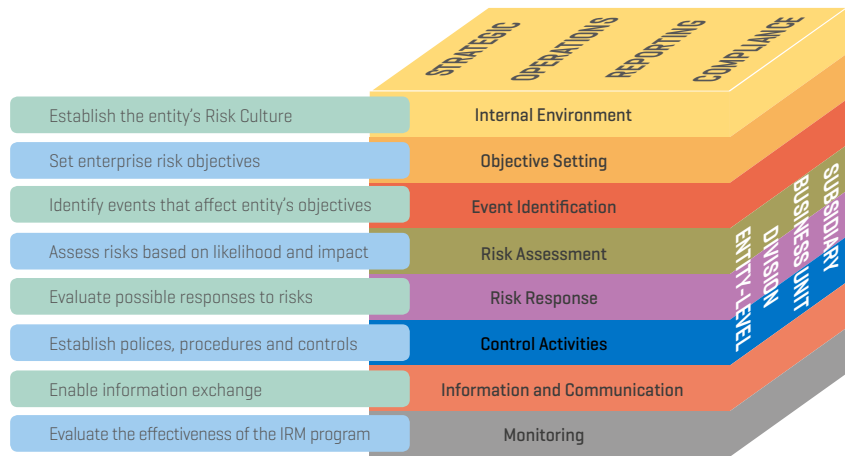 STRATEGIC
OPERATIONS
REPORTING
COMPLIANCE
Establish the entity's Risk Culture
Internal Environment
Set enterprise risk objectives
Objective Setting
Identify events that affect entity's objectives
Event Identification
Assess risks based on likelihood and impact
Risk Assessment
Evaluate possible responses to risks
Risk Response
Establish polices, procedures and controls
Control Activities
Enable information exchange
Information and Communication
Evaluate the effectiveness of the IRM program
Monitoring
ENTITY-LEVEL
DIVISION
BUSINESS UNIT
SUBSIDIARY